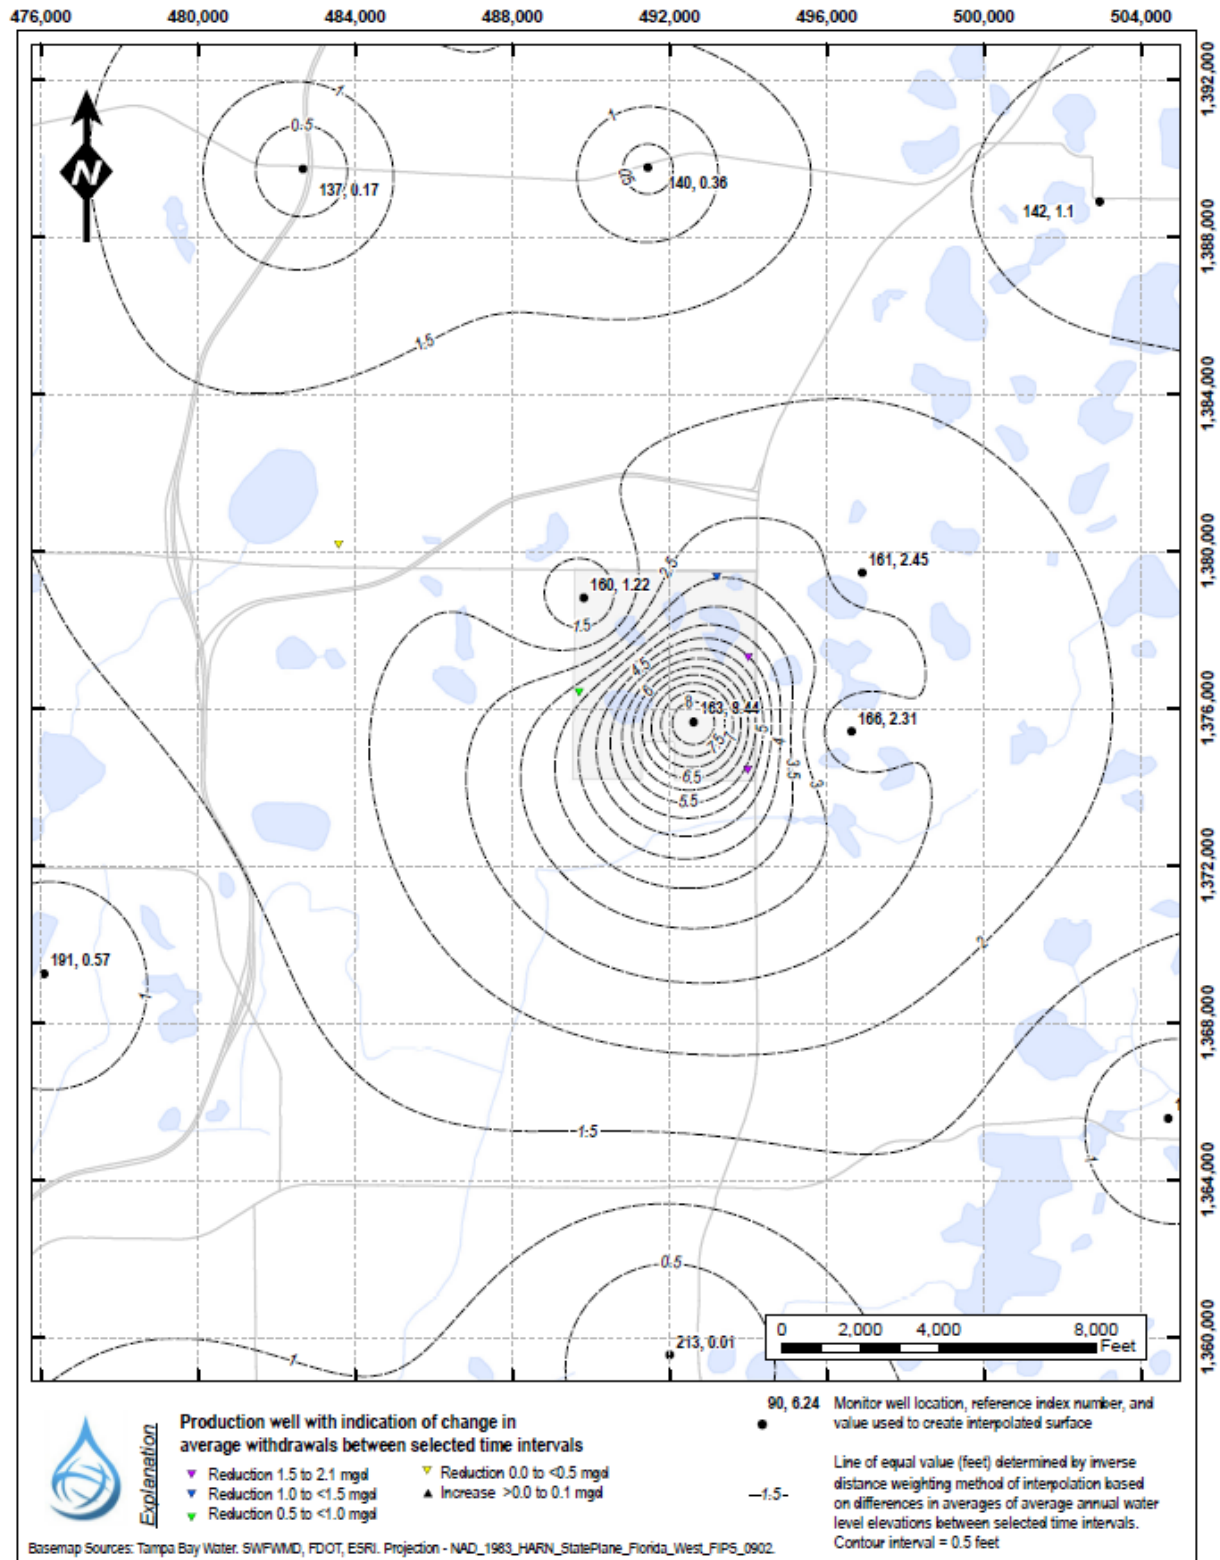 476,000 480,000 484,000 488,000 492,000 496,000 500,000 504,000
1,392,000
1,388,000
1,384,000
1,380,000
1,376,000
1,372,000
1,368,000
1,364,000
1,360,000
N
1
0.5
137, 0.17
1
0.5
140, 0.36
142, 1.1
1.5
2.5
161, 2.45
160, 1.22
1.5
4.5
6
8
163, 8.44
166, 2.31
7.5
7
5
4
3.5
3
6.5
5.5
2
191, 0.57
1
1.5
1
0.5
213, 0.01
1
0 2,000 4,000 8,000
Feet
Explanation
Production well with indication of change in
average withdrawals between selected time intervals
Reduction 1.5 to 2.1 mgd
Reduction 1.0 to <1.5 mgd
Reduction 0.5 to <1.0 mgd
Reduction 0.0 to <0.5 mgd
Increase >0.0 to 0.1 mgd
90, 6.24
Monitor well location, reference index number, and
value used to create interpolated surface
1.5
Line of equal value (feet) determined by inverse
distance weighting method of interpolation based
on differences in averages of average annual water
level elevations between selected time intervals.
Contour interval = 0.5 feet
Basemap Sources: Tampa Bay Water. SWFWMD, FDOT, ESRI. Projection - NAD_1983_HARN_StatePlane_Florida_West_FIPS_0902.